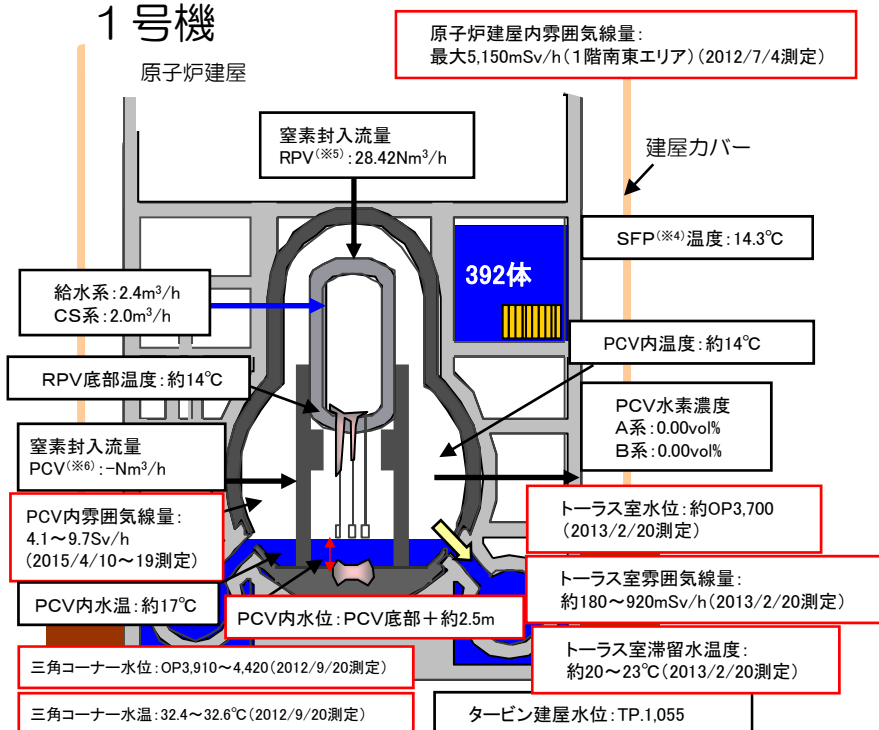 1号機
原子炉建屋内雰囲気線量:
最大5,150mSv/h(1階南東エリア)(2012/7/4測定)
原子炉建屋
窒素封入流量
RPV(※5):28.42Nm³/h
建屋カバー
SFP(※4)温度:14.3℃
392体
給水系:2.4m³/h
CS系:2.0m³/h
PCV内温度:約14℃
RPV底部温度:約14℃
PCV水素濃度
A系:0.00vol%
B系:0.00vol%
窒素封入流量
PCV(※6):-Nm³/h
PCV内雰囲気線量:
4.1~9.7Sv/h
(2015/4/10~19測定)
トーラス室水位:約OP3,700
(2013/2/20測定)
トーラス室雰囲気線量:
約180~920mSv/h(2013/2/20測定)
PCV内水温:約17℃
PCV内水位:PCV底部+約2.5m
トーラス室滞留水温度:
約20~23℃(2013/2/20測定)
三角コーナー水位:OP3,910~4,420(2012/9/20測定)
三角コーナー水温:32.4~32.6℃(2012/9/20測定)
タービン建屋水位:TP.1,055